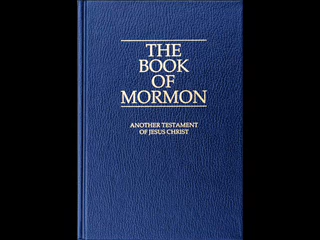 THE
BOOK
OF
MORMON
ANOTHER TESTAMENT
OF JESUS CHRIST